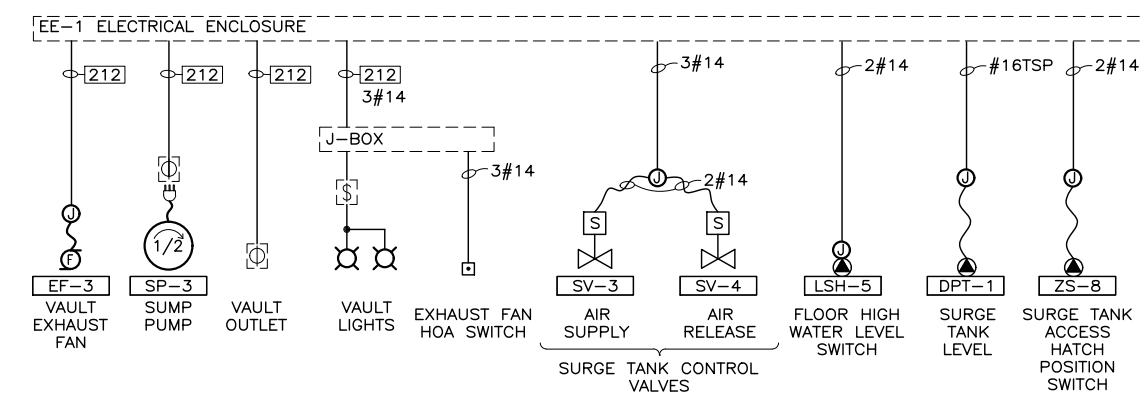 EE-1 ELECTRICAL ENCLOSURE
212
212
212
212
3#14
3#14
2#14
#16TSP
2#14
J-BOX
3#14
S
J
F
1/2
J
2#14
S
S
J
J
J
EF-3
VAULT
EXHAUST
FAN
SP-3
SUMP
PUMP
VAULT
OUTLET
VAULT
LIGHTS
EXHAUST FAN
HOA SWITCH
SV-3
AIR
SUPPLY
SV-4
AIR
RELEASE
SURGE TANK CONTROL
VALVES
LSH-5
FLOOR HIGH
WATER LEVEL
SWITCH
DPT-1
SURGE
TANK
LEVEL
ZS-8
SURGE TANK
ACCESS
HATCH
POSITION
SWITCH